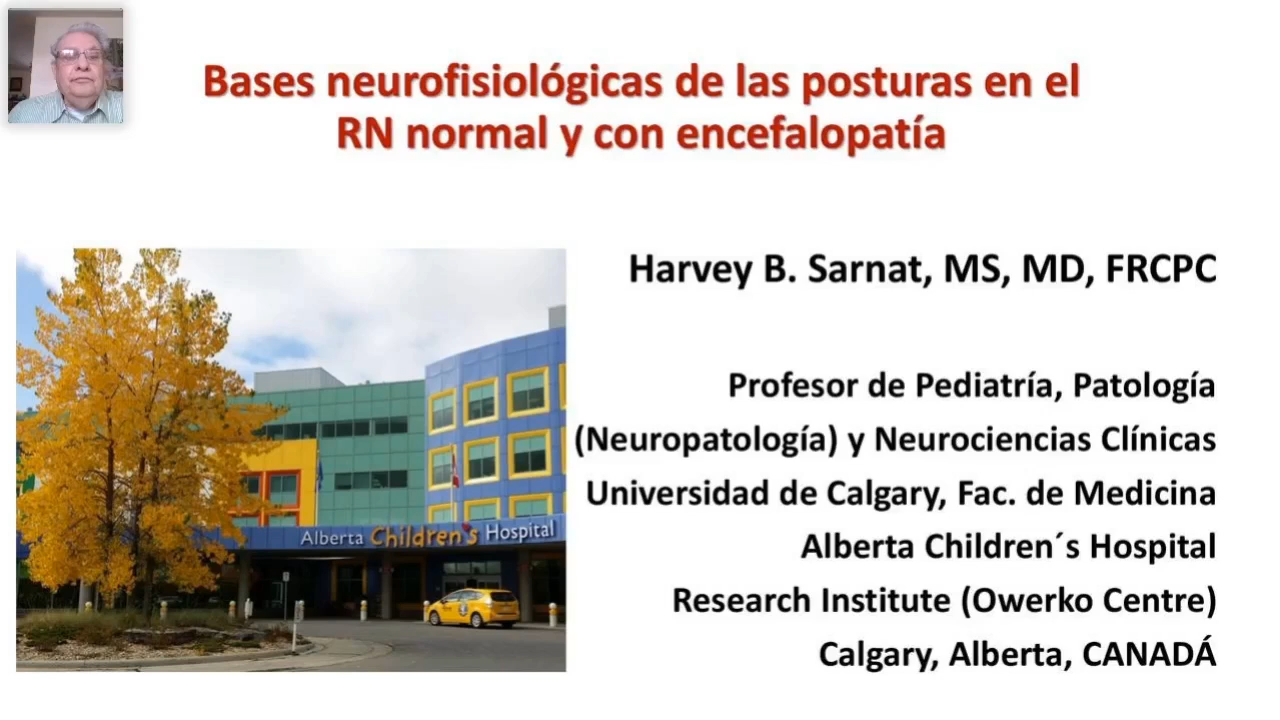 Bases neurofisiológicas de las posturas en el
RN normal y con encefalopatía
Harvey B. Sarnat, MS, MD, FRCPC
Profesor de Pediatría, Patología
(Neuropatología) y Neurociencias Clínicas
Universidad de Calgary, Fac. de Medicina
Alberta Children´s Hospital
Research Institute (Owerko Centre)
Calgary, Alberta, CANADÁ
Alberta Children's Hospital